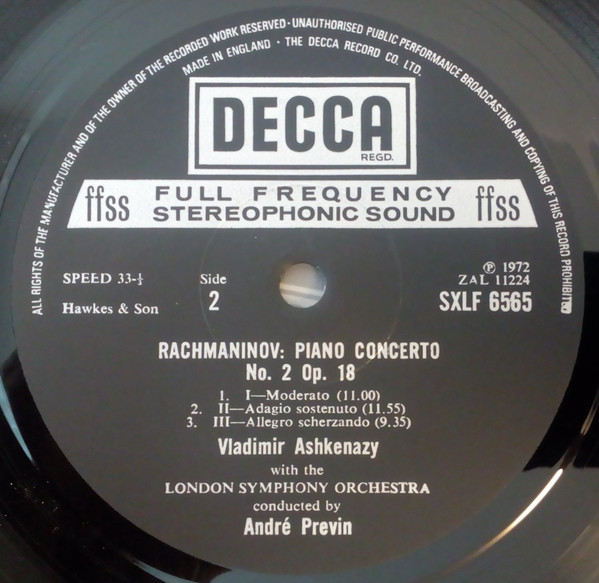 ALL RIGHTS OF THE MANUFACTURER AND OF THE OWNER OF THE RECORDED WORK RESERVED · UNAUTHORISED PUBLIC PERFORMANCE BROADCASTING AND COPYING OF THIS RECORD PROHIBITED
MADE IN ENGLAND · THE DECCA RECORD CO. LTD.
DECCA
REGD.
ffss FULL FREQUENCY STEREOPHONIC SOUND ffss
SPEED 33-⅓
Hawkes & Son
Side
2
Ⓟ 1972
ZAL 11224
SXLF 6565
RACHMANINOV: PIANO CONCERTO
No. 2 Op. 18
1. I—Moderato (11.00)
2. II—Adagio sostenuto (11.55)
3. III—Allegro scherzando (9.35)
Vladimir Ashkenazy
with the
LONDON SYMPHONY ORCHESTRA
conducted by
André Previn